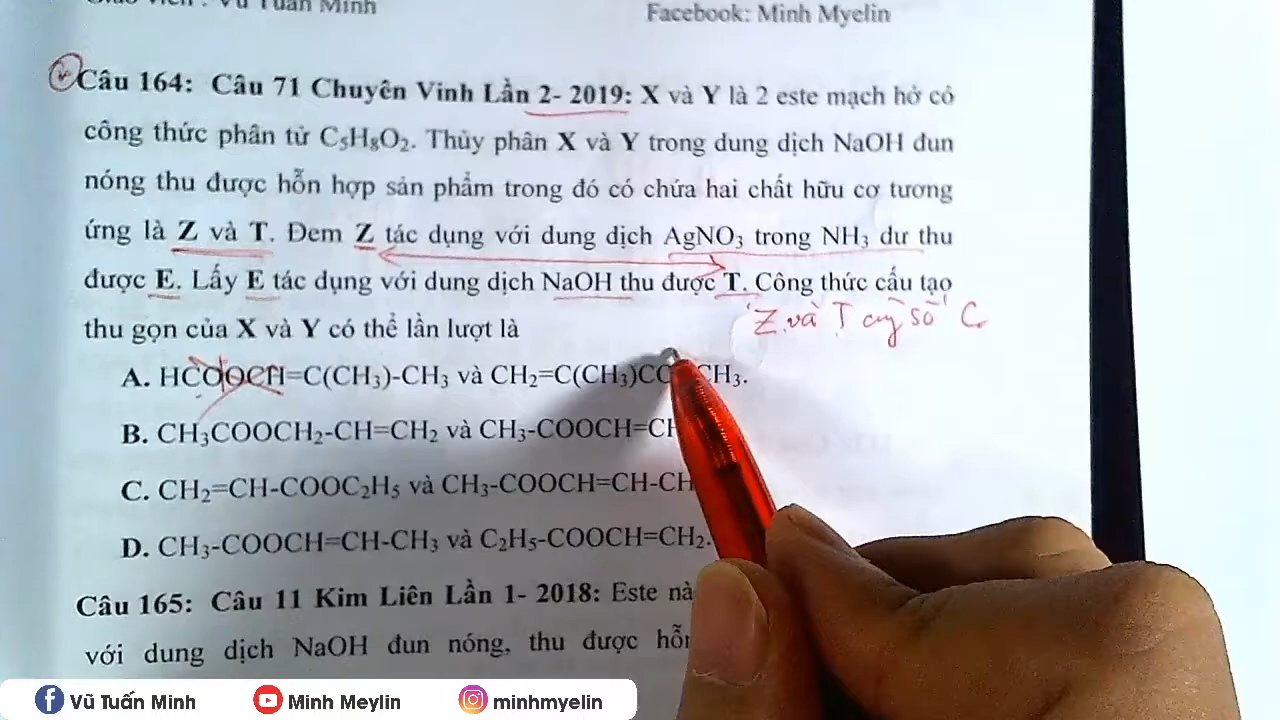 Vũ Tuấn Minh
Facebook: Minh Myelin
Câu 164: Câu 71 Chuyên Vinh Lần 2- 2019: X và Y là 2 este mạch hở có
công thức phân tử C₅H₈O₂. Thủy phân X và Y trong dung dịch NaOH đun
nóng thu được hỗn hợp sản phẩm trong đó có chứa hai chất hữu cơ tương
ứng là Z và T. Đem Z tác dụng với dung dịch AgNO₃ trong NH₃ dư thu
được E. Lấy E tác dụng với dung dịch NaOH thu được T. Công thức cấu tạo
Z và T cùng số C
thu gọn của X và Y có thể lần lượt là
A. HCOOCH=C(CH₃)-CH₃ và CH₂=C(CH₃)CO CH₃.
B. CH₃COOCH₂-CH=CH₂ và CH₃-COOCH=CH
C. CH₂=CH-COOC₂H₅ và CH₃-COOCH=CH-CH
D. CH₃-COOCH=CH-CH₃ và C₂H₅-COOCH=CH₂.
Câu 165: Câu 11 Kim Liên Lần 1- 2018: Este nà
với dung dịch NaOH đun nóng, thu được hỗn
Vũ Tuấn Minh Minh Meylin minhmyelin